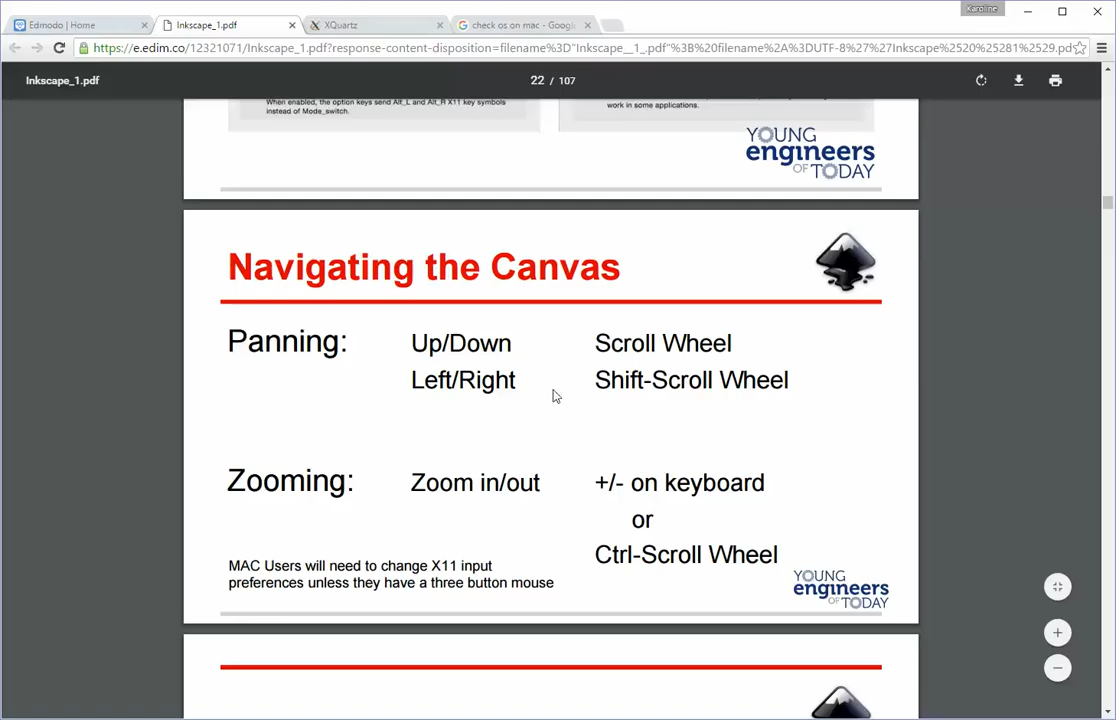 Karoline
Edmodo | Home
Inkscape_1.pdf
XQuartz
check os on mac - Goog
https://e.edim.co/12321071/Inkscape_1.pdf?response-content-disposition=filename%3D"Inkscape__1_.pdf"%3B%20filename%2A%3DUTF-8%27%27Inkscape%2520%25281%2529.pd
Inkscape_1.pdf
22 / 107
When enabled, the option keys send Alt_L and Alt_R X11 key symbols
instead of Mode_switch.
work in some applications.
YOUNG
engineers
OF TODAY
Navigating the Canvas
Panning:
Up/Down
Scroll Wheel
Left/Right
Shift-Scroll Wheel
Zooming:
Zoom in/out
+/- on keyboard
or
Ctrl-Scroll Wheel
MAC Users will need to change X11 input
preferences unless they have a three button mouse
YOUNG
engineers
OF TODAY